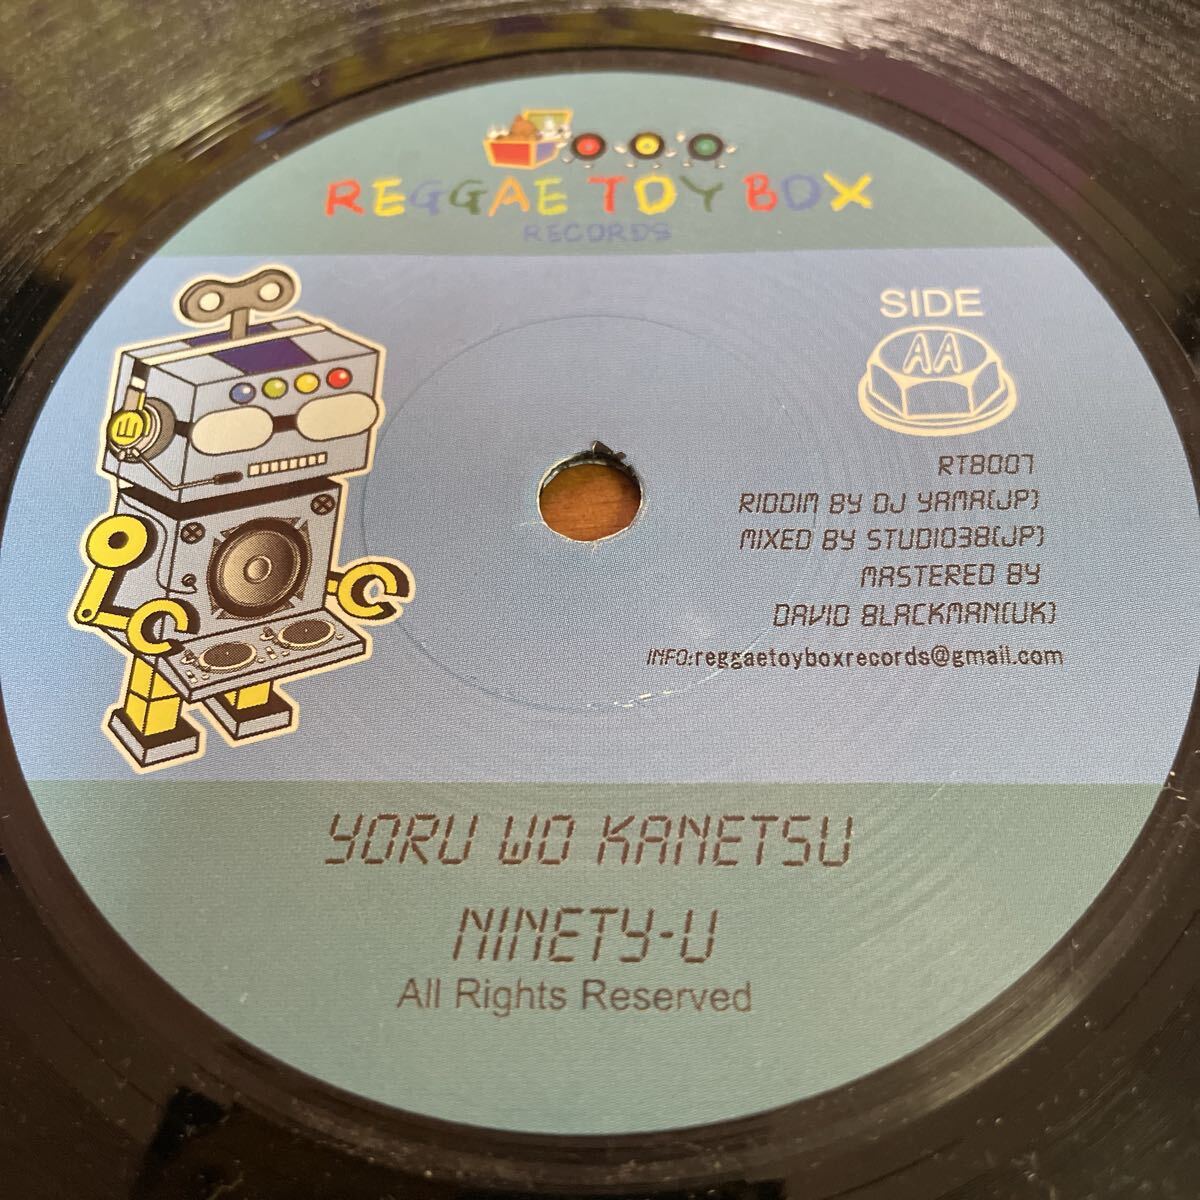 REGGAE TOY BOX
RECORDS
SIDE
AA
RTB007
RIDDIM BY DJ YAMA(JP)
MIXED BY STUDIO38(JP)
MASTERED BY
DAVID BLACKMAN(UK)
INFO:reggaetoyboxrecords@gmail.com
YORU WO KANETSU
NINETY-U
All Rights Reserved